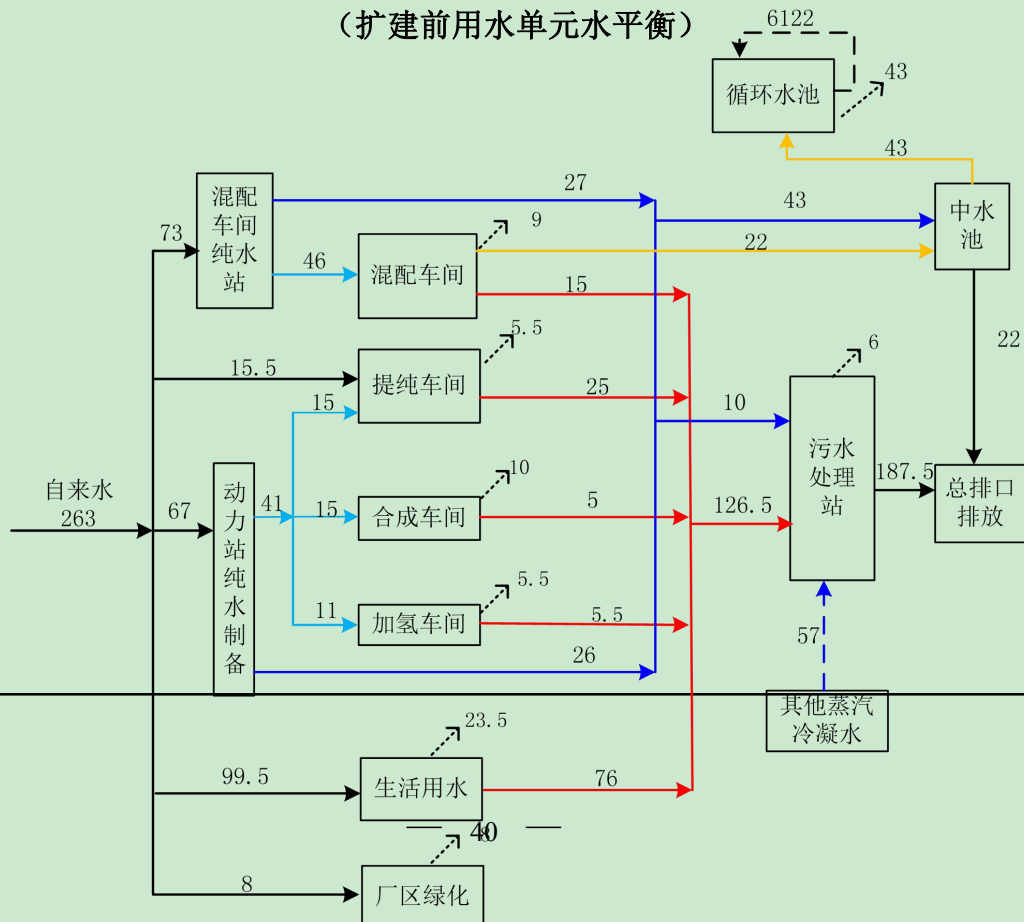 （扩建前用水单元水平衡）
6122
循环水池
43
43
混配
车间
纯水
站
73
27
46
混配车间
9
43
22
15
中水
池
22
15.5
提纯车间
5.5
15
25
10
6
污水
处理
站
187.5
总排口
排放
自来水
263
67
动
力
站
纯
水
制
备
41
15
合成车间
10
5
126.5
11
加氢车间
5.5
5.5
26
57
其他蒸汽
冷凝水
99.5
生活用水
23.5
76
— 40 —
8
8
厂区绿化